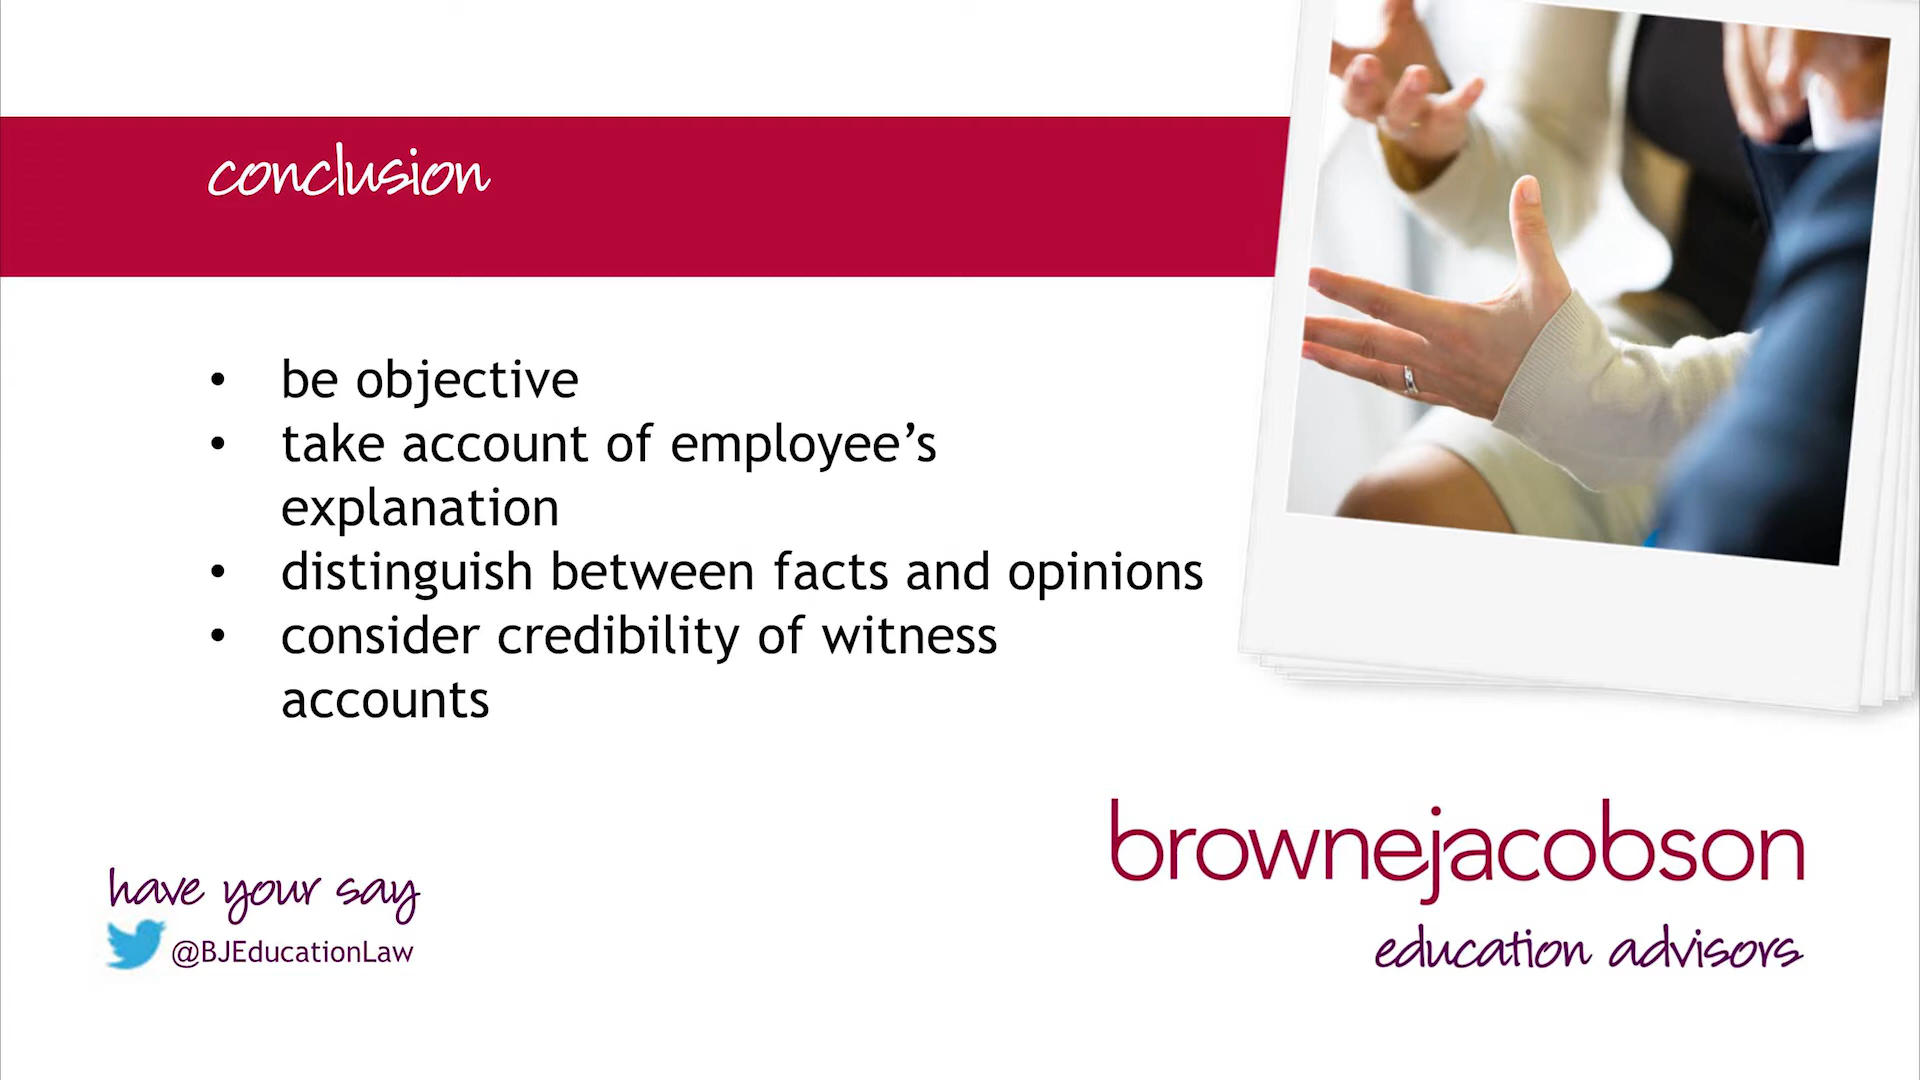 conclusion
• be objective
• take account of employee’s
explanation
• distinguish between facts and opinions
• consider credibility of witness
accounts
have your say
@BJEducationLaw
brownejacobson
education advisors